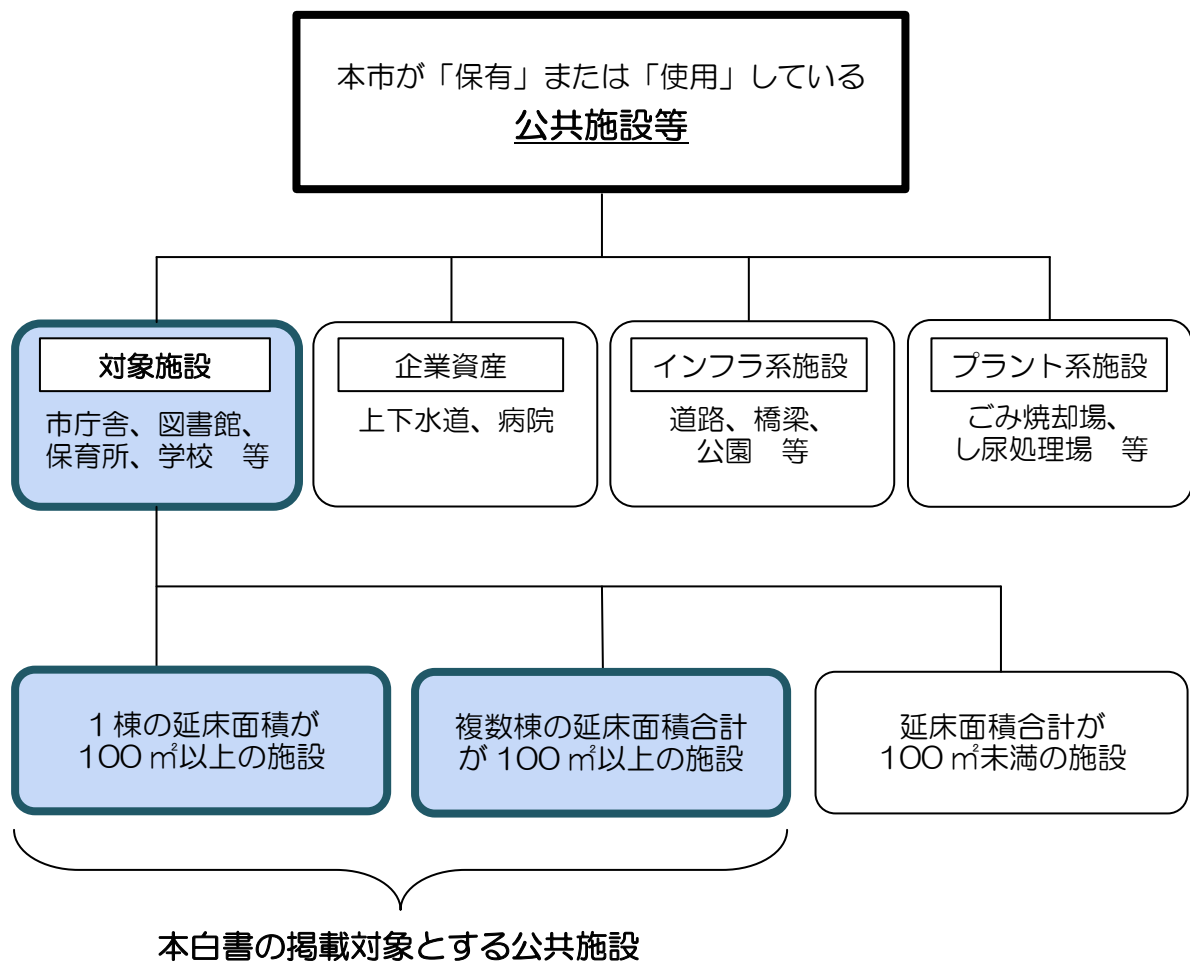 本市が「保有」または「使用」している
公共施設等
対象施設
市庁舎、図書館、
保育所、学校　等
企業資産
上下水道、病院
インフラ系施設
道路、橋梁、
公園　等
プラント系施設
ごみ焼却場、
し尿処理場　等
１棟の延床面積が
100 ㎡以上の施設
複数棟の延床面積合計
が 100 ㎡以上の施設
延床面積合計が
100 ㎡未満の施設
本白書の掲載対象とする公共施設